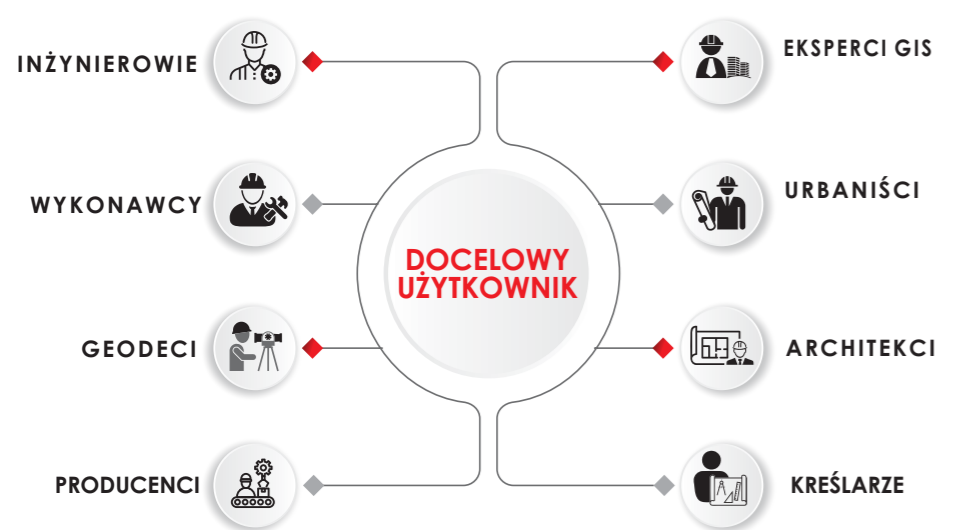 INŻYNIEROWIE
EKSPERCI GIS
WYKONAWCY
URBANIŚCI
DOCELOWY
UŻYTKOWNIK
GEODECI
ARCHITEKCI
PRODUCENCI
KREŚLARZE